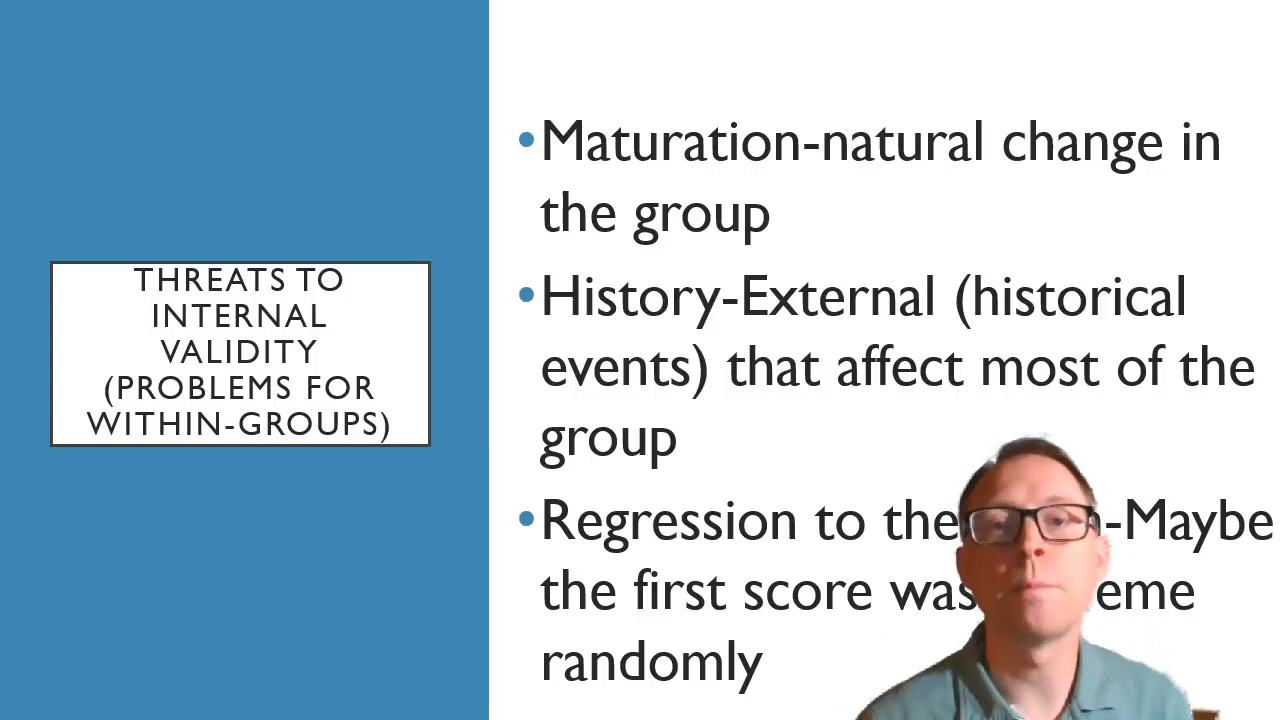 THREATS TO
INTERNAL
VALIDITY
(PROBLEMS FOR
WITHIN-GROUPS)
•Maturation-natural change in
the group
•History-External (historical
events) that affect most of the
group
•Regression to the -Maybe
the first score was
randomly